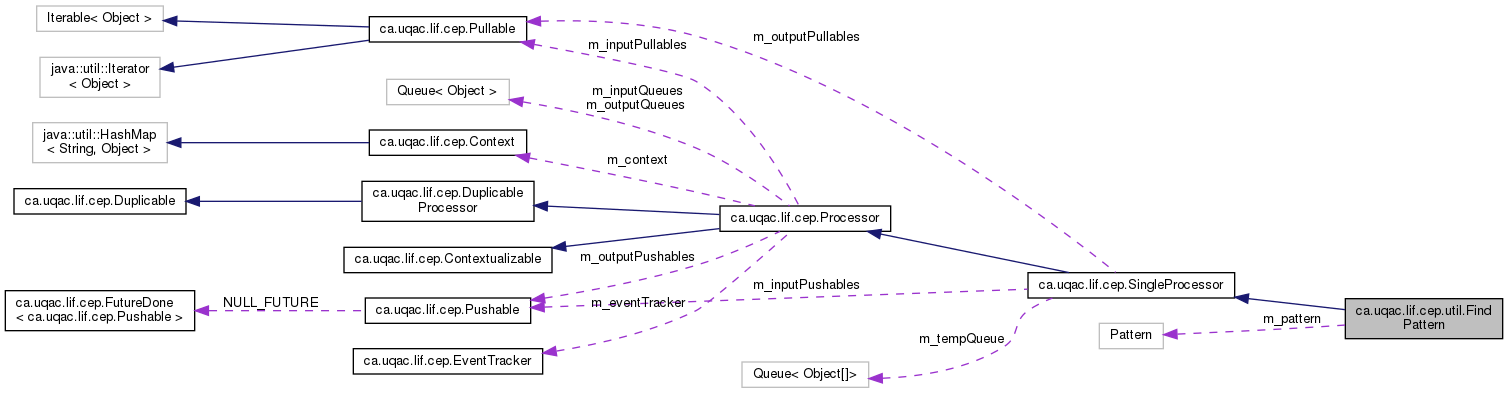 Iterable< Object >
ca.uqac.lif.cep.Pullable
m_outputPullables
m_inputPullables
java::util::Iterator
< Object >
Queue< Object >
m_inputQueues
m_outputQueues
java::util::HashMap
< String, Object >
ca.uqac.lif.cep.Context
m_context
ca.uqac.lif.cep.Duplicable
ca.uqac.lif.cep.Duplicable
Processor
ca.uqac.lif.cep.Processor
ca.uqac.lif.cep.Contextualizable
m_outputPushables
ca.uqac.lif.cep.FutureDone
< ca.uqac.lif.cep.Pushable >
NULL_FUTURE
ca.uqac.lif.cep.Pushable
m_eventTracker
m_inputPushables
ca.uqac.lif.cep.SingleProcessor
ca.uqac.lif.cep.util.Find
Pattern
m_pattern
Pattern
ca.uqac.lif.cep.EventTracker
m_tempQueue
Queue< Object[]>